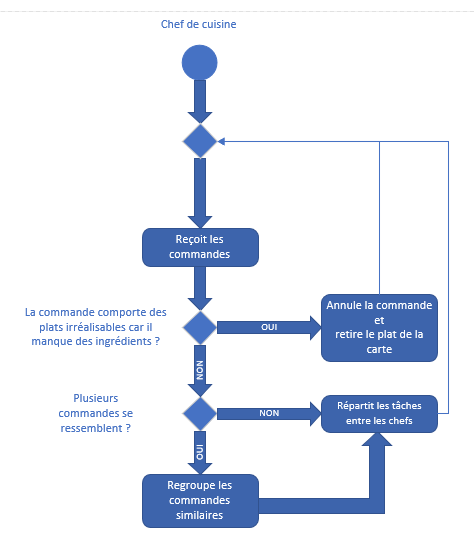 Chef de cuisine
Reçoit les
commandes
La commande comporte des
plats irréalisables car il
manque des ingrédients ?
OUI
Annule la commande
et
retire le plat de la
carte
NON
Plusieurs
commandes se
ressemblent ?
NON
Répartit les tâches
entre les chefs
OUI
Regroupe les
commandes
similaires